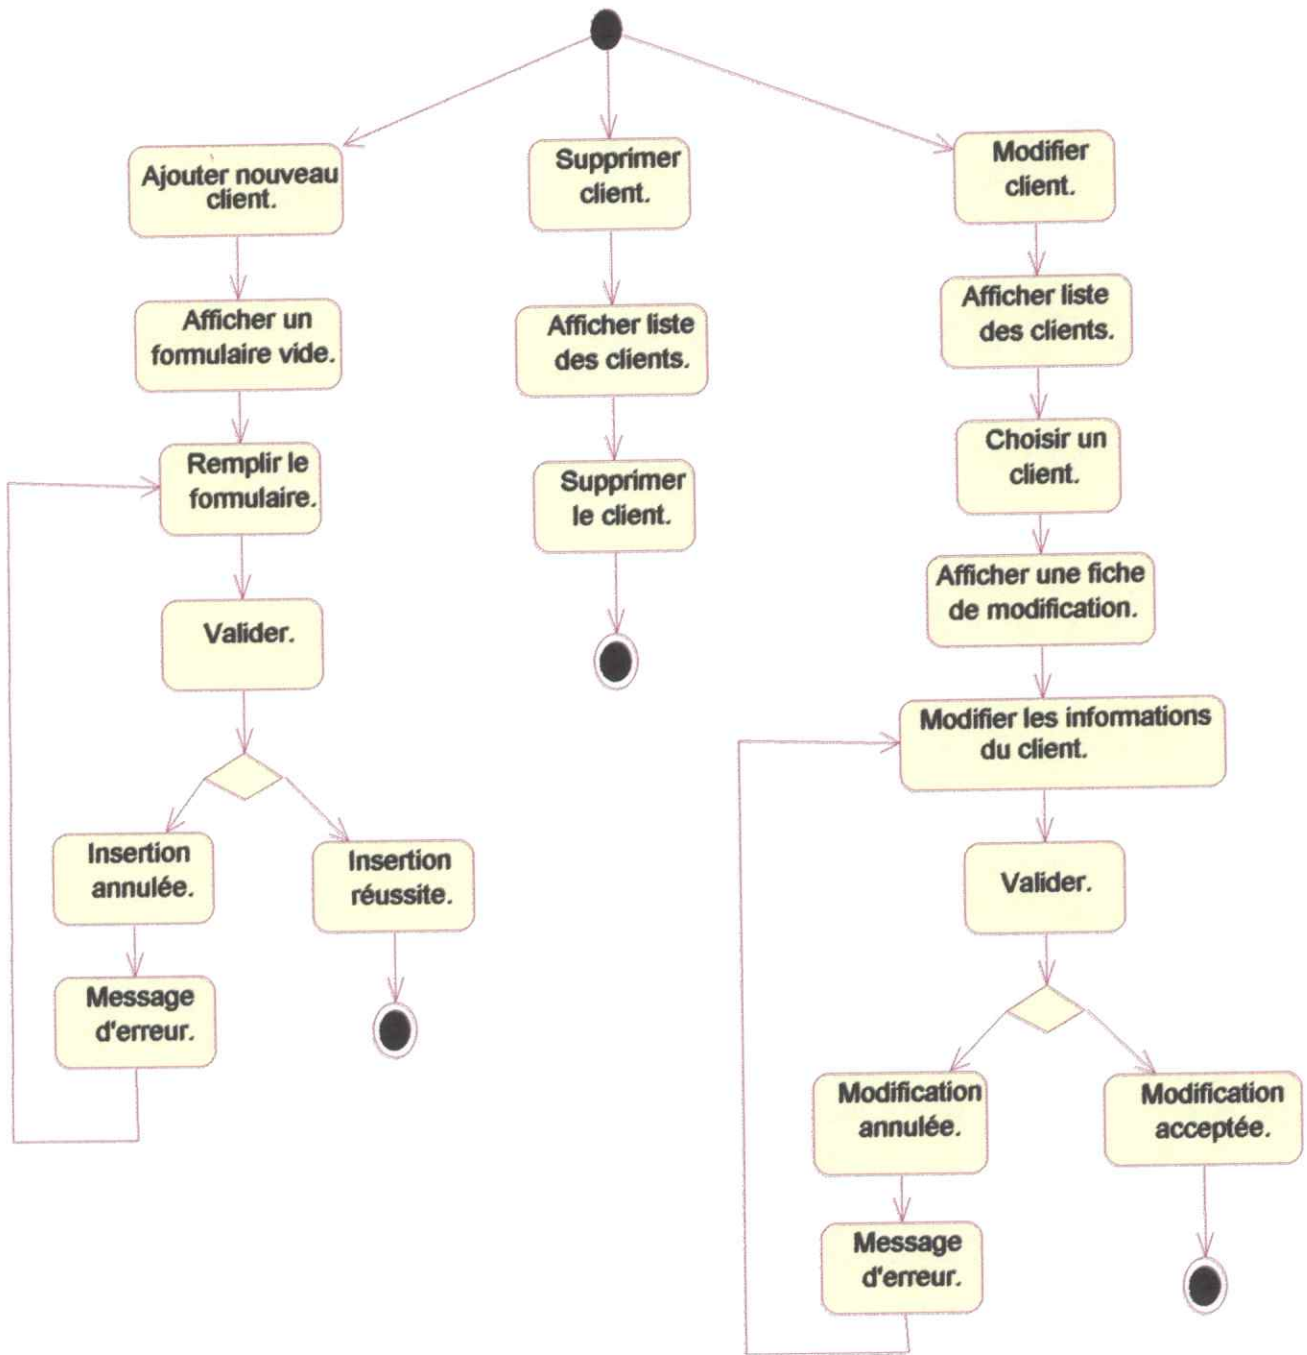 Ajouter nouveau
client.
Afficher un
formulaire vide.
Remplir le
formulaire.
Valider.
Insertion
annulée.
Insertion
réussite.
Message
d'erreur.
Supprimer
client.
Afficher liste
des clients.
Supprimer
le client.
Modifier
client.
Afficher liste
des clients.
Choisir un
client.
Afficher une fiche
de modification.
Modifier les informations
du client.
Valider.
Modification
annulée.
Modification
acceptée.
Message
d'erreur.